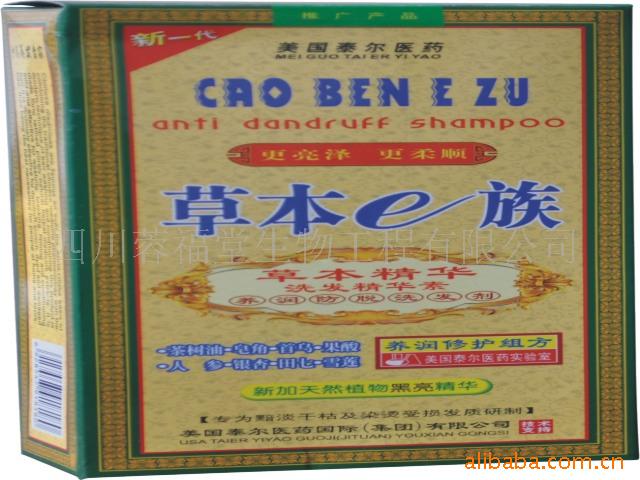 推广产品
新一代
美国泰尔医药
MEI GUO TAI ER YI YAO
CAO BEN E ZU
anti dandruff shampoo
更亮泽 更柔顺
草本e族
四川蓉福堂生物工程有限公司
草本精华
洗发精华素
养润防脱洗发剂
·茶树油·皂角·首乌·果酸
·人 参·银香·田七·雪莲
养润修护组方
美国泰尔医药实验室
新加天然植物黑亮精华
【专为黯淡干枯及染烫受损发质研制】
美国泰尔医药国际(集团)有限公司
USA TAIER YIYAO GUOJI(JITUAN) YOUXIAN GONGSI
技术支持
alibaba.com.cn